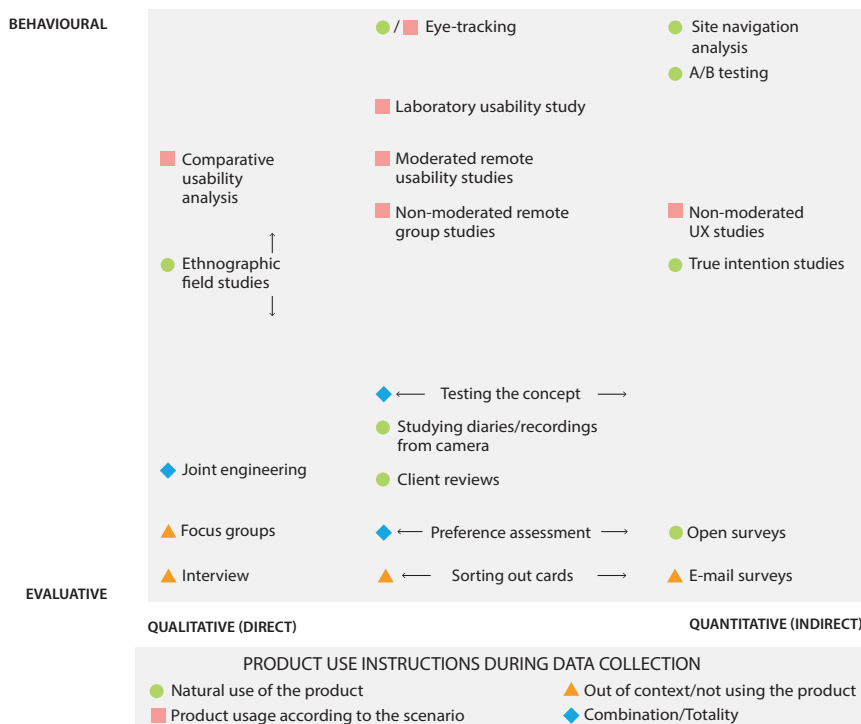 BEHAVIOURAL
/ Eye-tracking
Site navigation
analysis
A/B testing
Laboratory usability study
Comparative
usability
analysis
Moderated remote
usability studies
Non-moderated remote
group studies
Non-moderated
UX studies
Ethnographic
field studies
True intention studies
Testing the concept
Studying diaries/recordings
from camera
Joint engineering
Client reviews
Focus groups
Preference assessment
Open surveys
Interview
Sorting out cards
E-mail surveys
EVALUATIVE
QUALITATIVE (DIRECT)
QUANTITATIVE (INDIRECT)
PRODUCT USE INSTRUCTIONS DURING DATA COLLECTION
Natural use of the product
Out of context/not using the product
Product usage according to the scenario
Combination/Totality